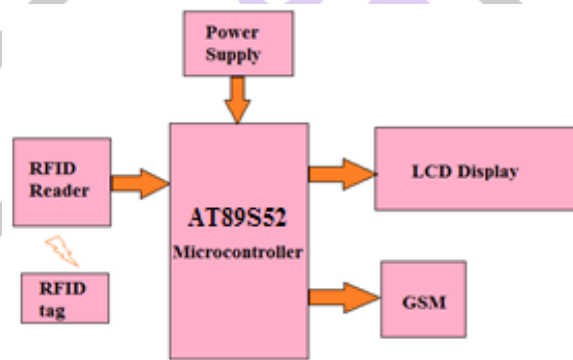 Power
Supply
RFID
Reader
AT89S52
Microcontroller
LCD Display
RFID
tag
GSM